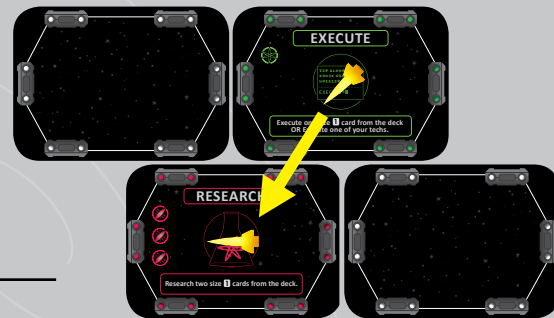 EXECUTE
Execute one size 1 card from the deck
OR Execute one of your techs.
RESEARCH
Research two size 1 cards from the deck.